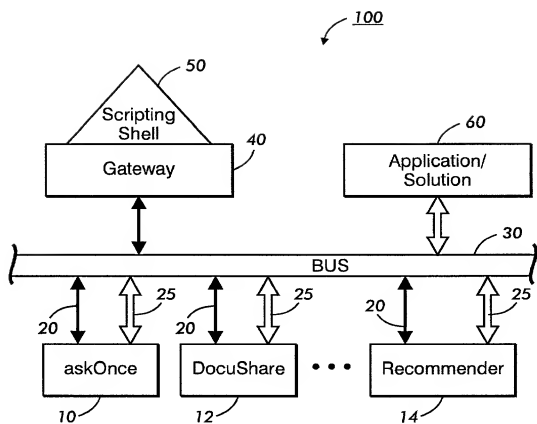 100
50
Scripting
Shell
40
Gateway
60
Application/
Solution
30
BUS
20
25
20
25
20
25
askOnce
DocuShare
Recommender
10
12
14